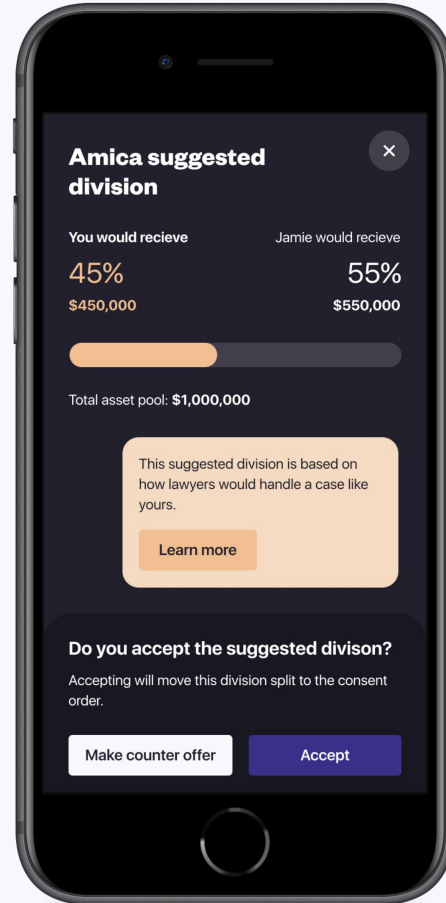 Amica suggested
division
You would recieve
Jamie would recieve
45%
55%
$450,000
$550,000
Total asset pool: $1,000,000
This suggested division is based on
how lawyers would handle a case like
yours.
Learn more
Do you accept the suggested divison?
Accepting will move this division split to the consent
order.
Make counter offer
Accept